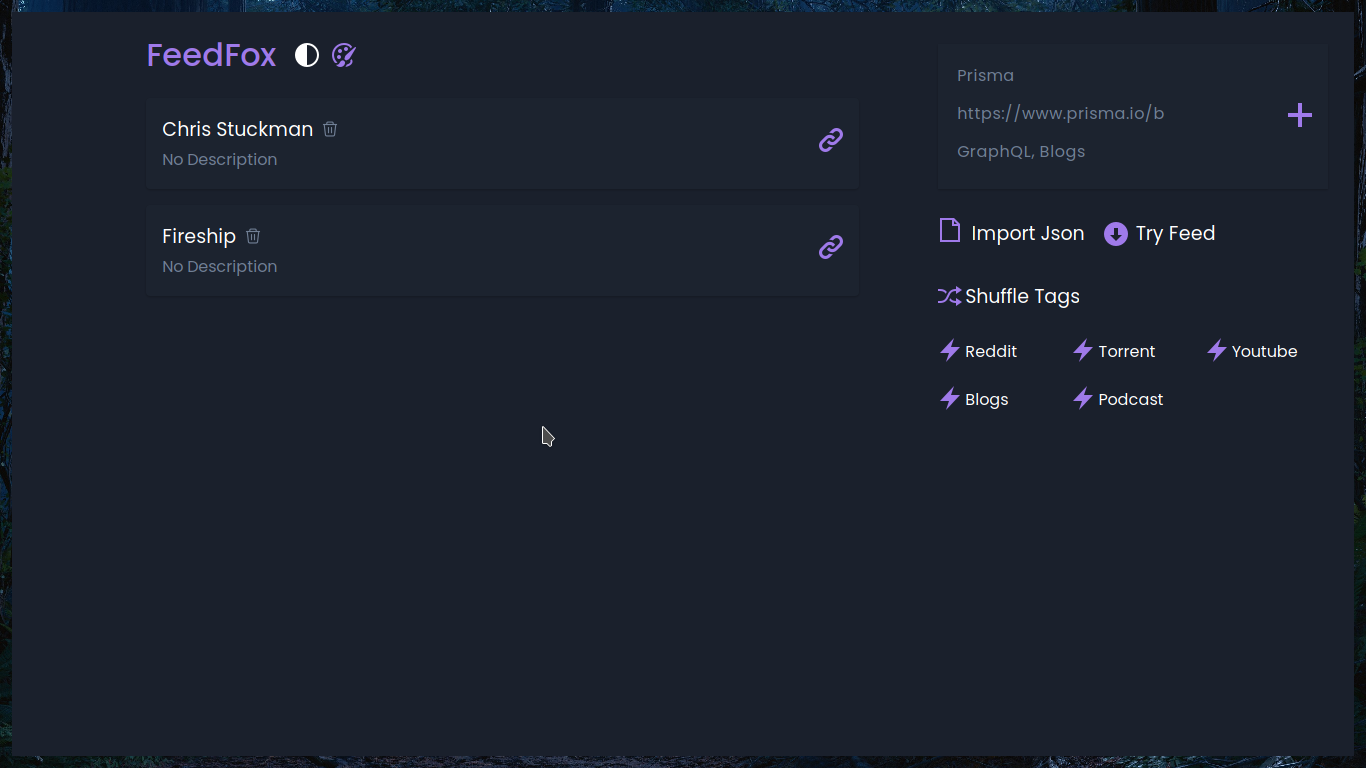 FeedFox
Chris Stuckman
No Description
Fireship
No Description
Prisma
https://www.prisma.io/b
GraphQL, Blogs
Import Json
Try Feed
Shuffle Tags
Reddit
Torrent
Youtube
Blogs
Podcast